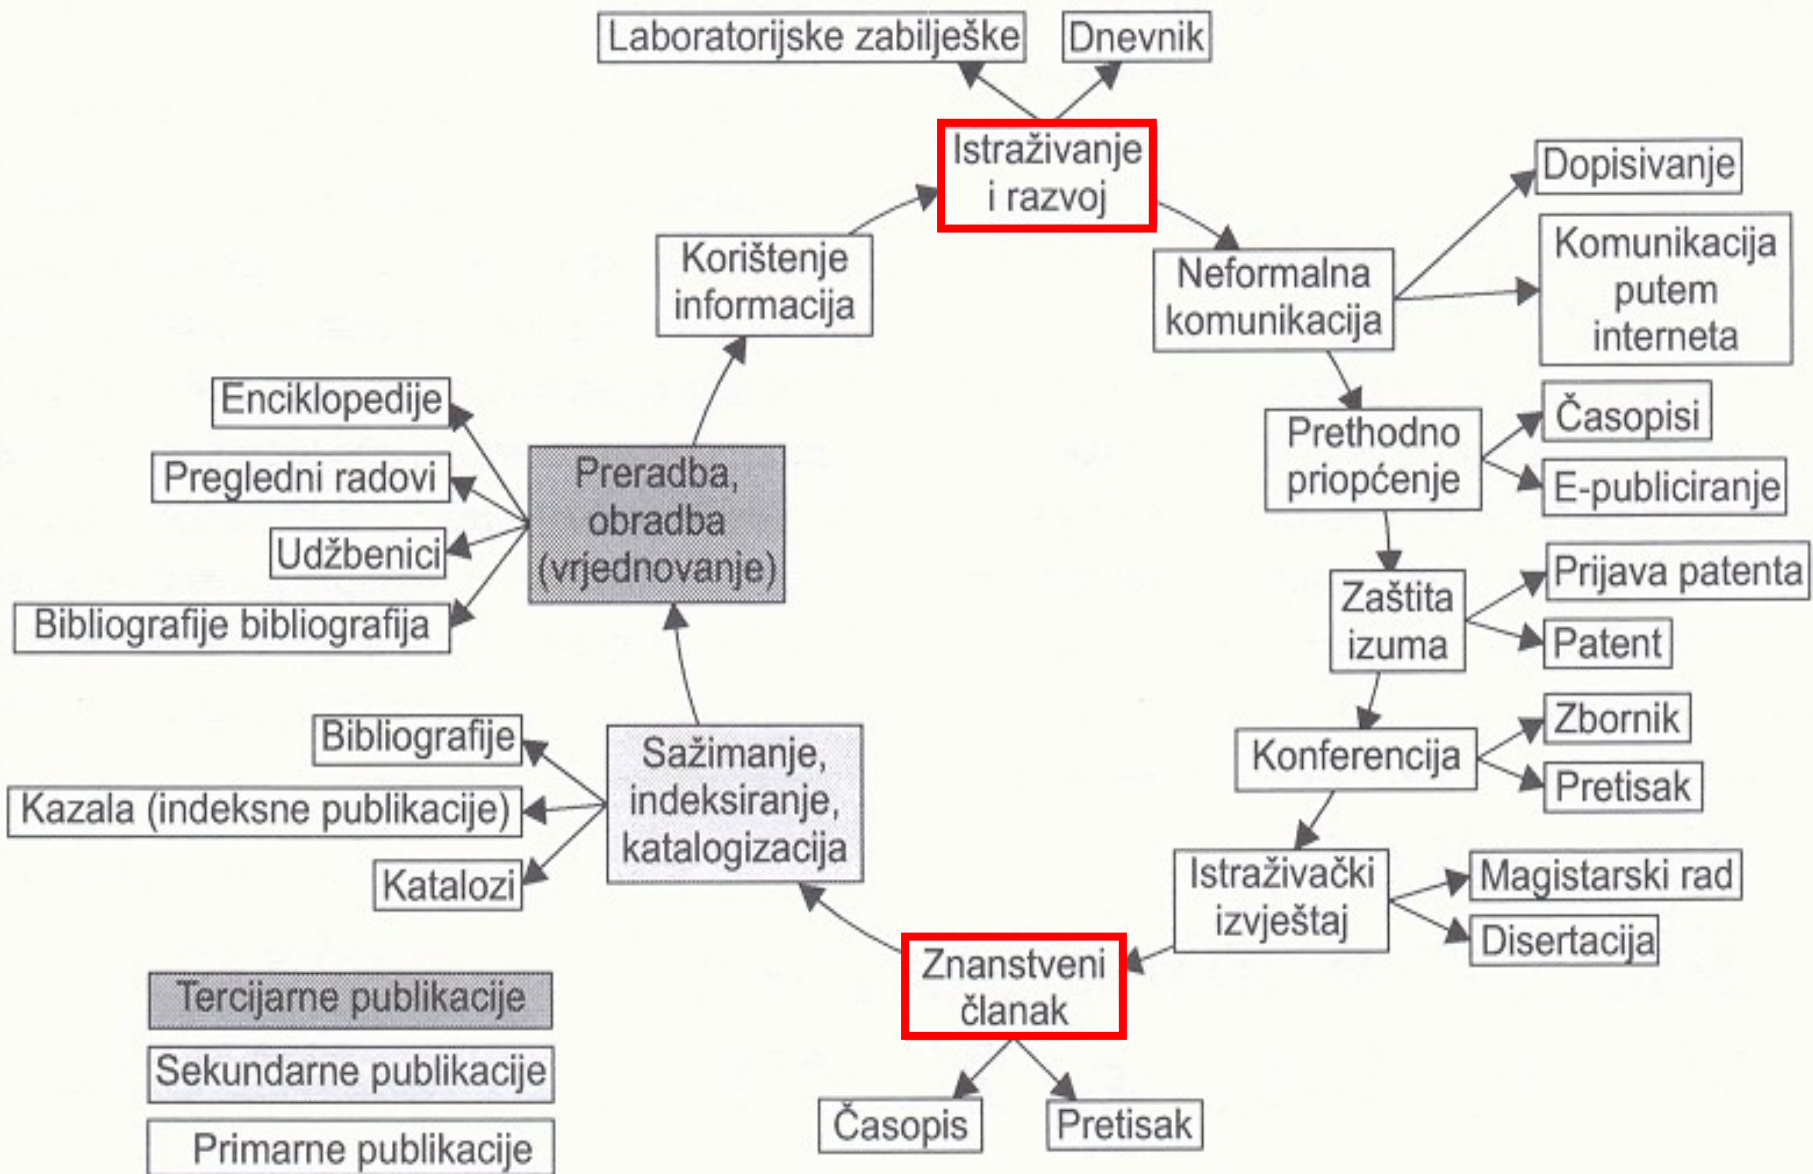 Laboratorijske zabilješke
Dnevnik
Istraživanje
i razvoj
Dopisivanje
Komunikacija
putem
interneta
Neformalna
komunikacija
Korištenje
informacija
Časopisi
E-publiciranje
Prethodno
priopćenje
Enciklopedije
Pregledni radovi
Udžbenici
Bibliografije bibliografija
Preradba,
obradba
(vrjednovanje)
Zaštita
izuma
Prijava patenta
Patent
Zbornik
Pretisak
Konferencija
Bibliografije
Kazala (indeksne publikacije)
Katalozi
Sažimanje,
indeksiranje,
katalogizacija
Istraživački
izvještaj
Magistarski rad
Disertacija
Znanstveni
članak
Časopis
Pretisak
Tercijarne publikacije
Sekundarne publikacije
Primarne publikacije